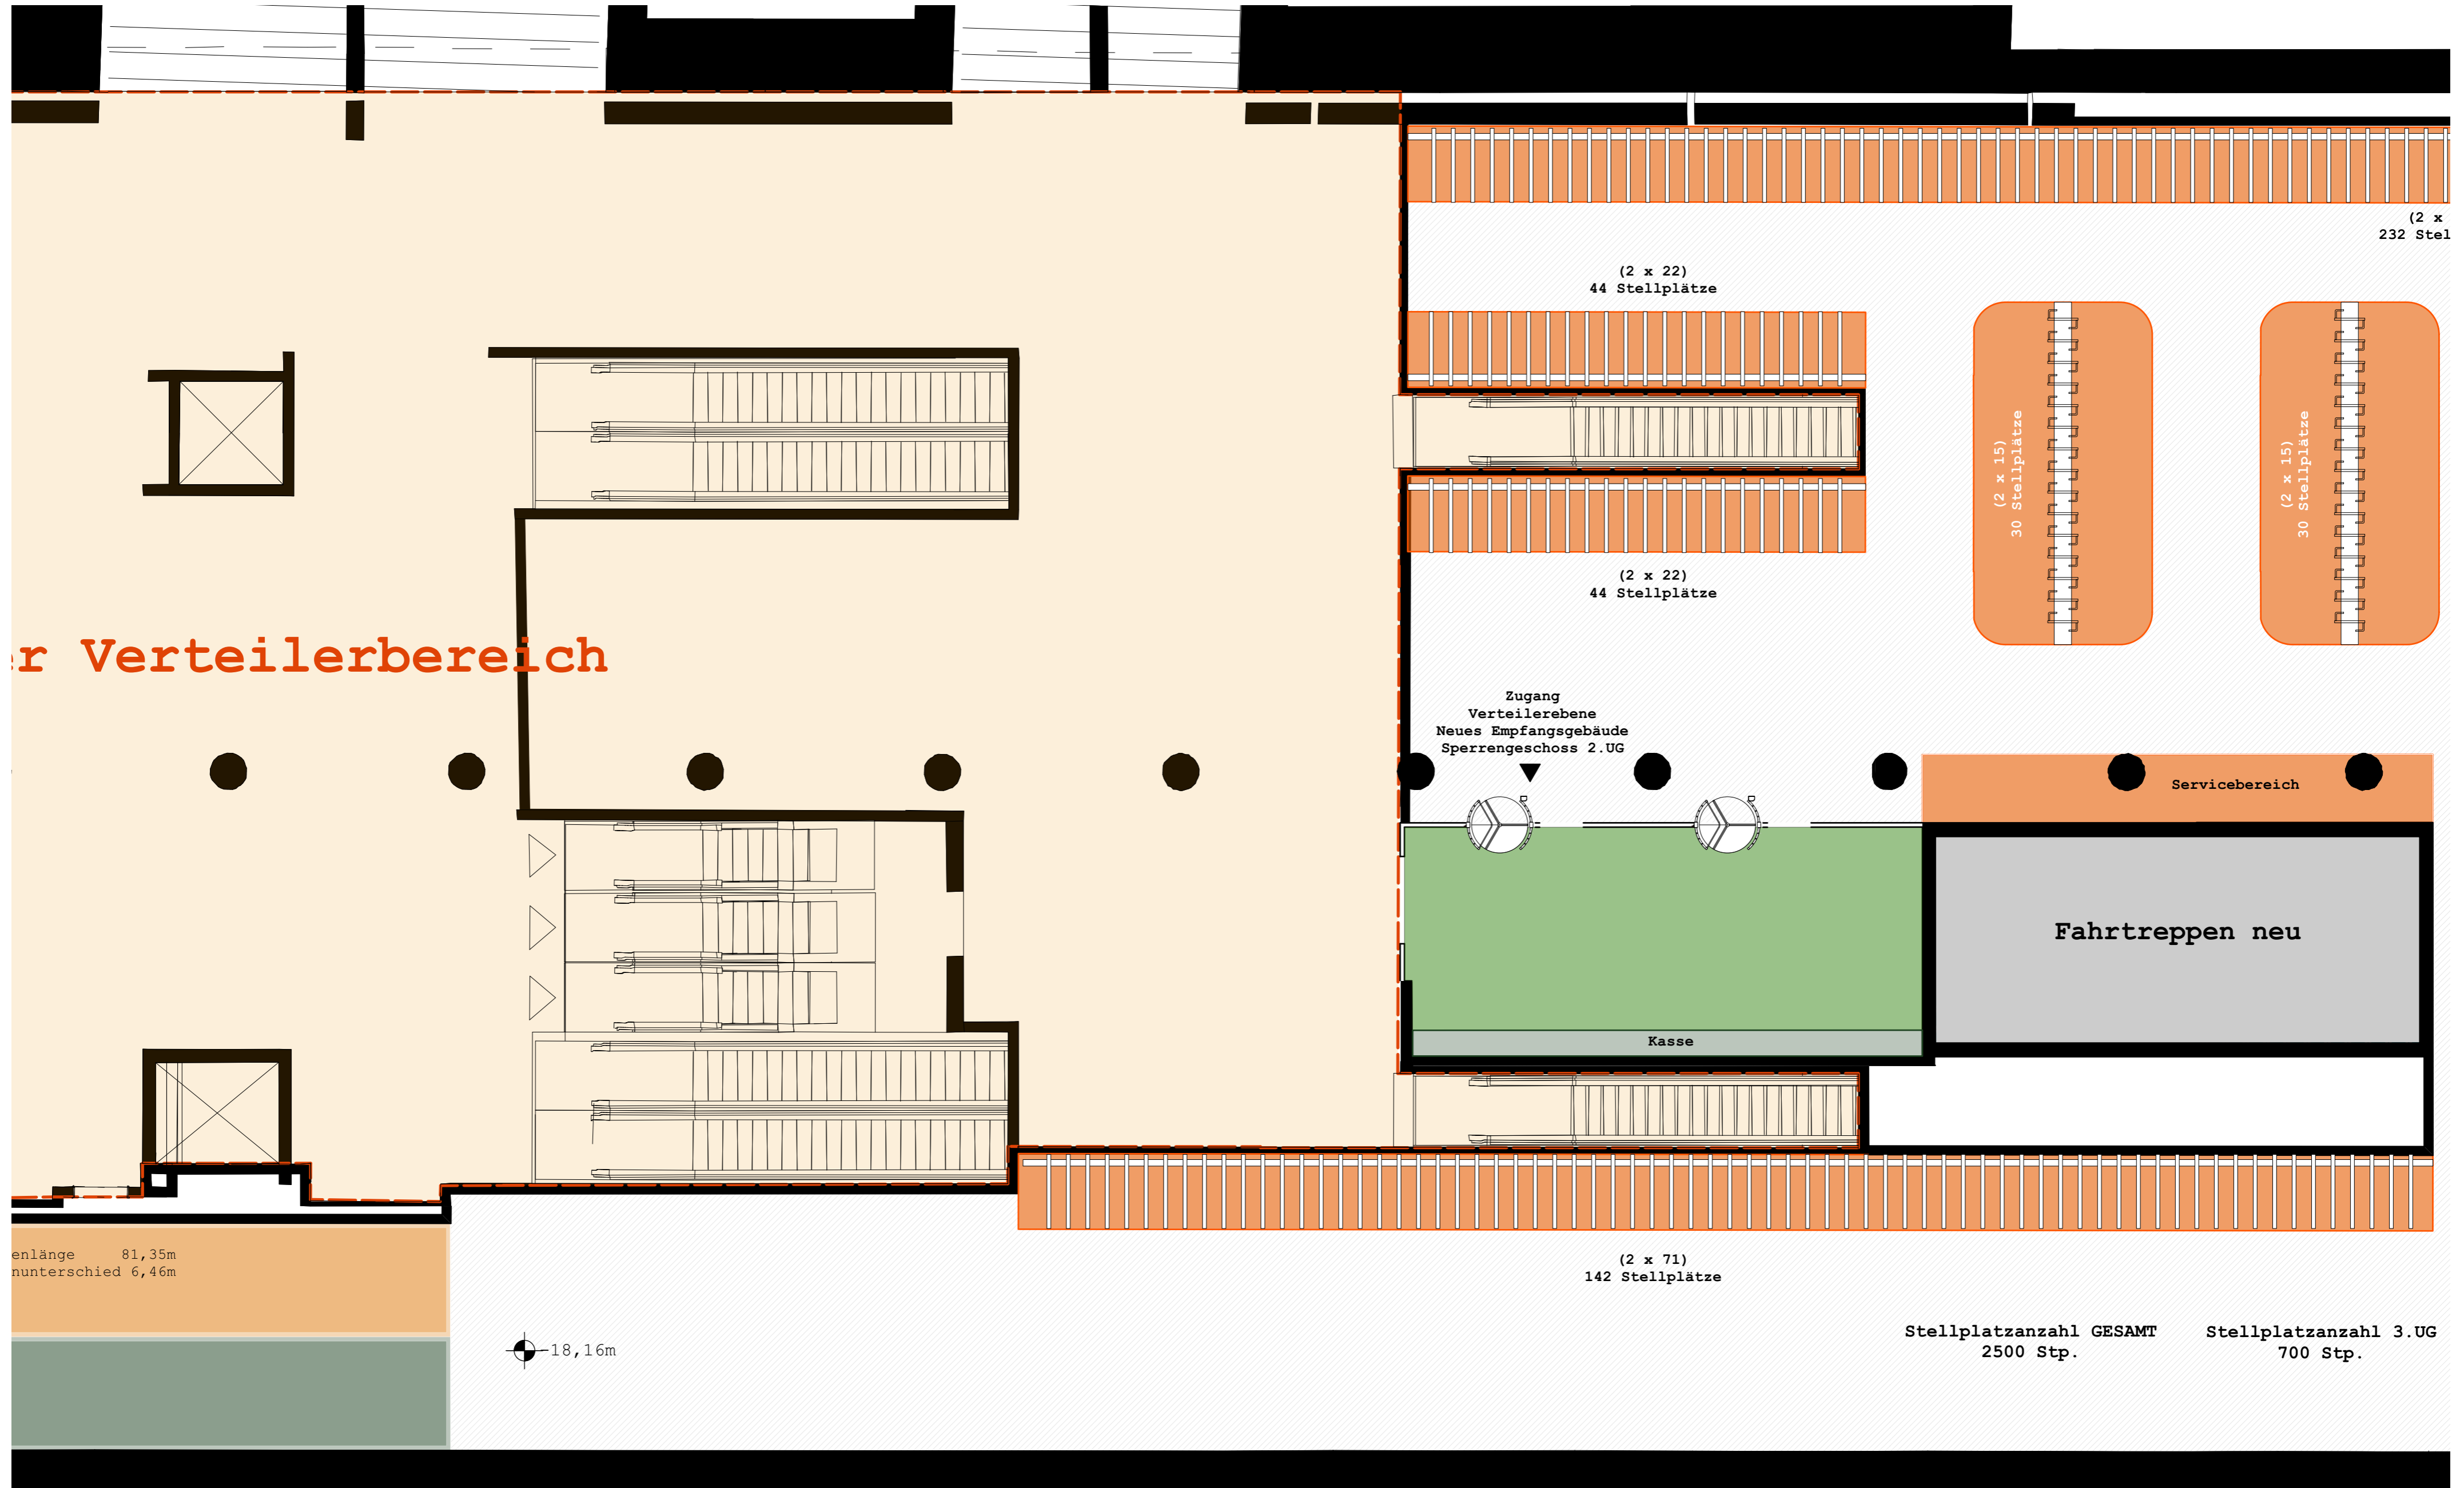 (2 x
232 Stel
(2 x 22)
44 Stellplätze
(2 x 15)
30 Stellplätze
(2 x 15)
30 Stellplätze
(2 x 22)
44 Stellplätze
er Verteilerbereich
Zugang
Verteilerebene
Neues Empfangsgebäude
Sperrengeschoss 2.UG
Servicebereich
Fahrtreppen neu
Kasse
enlänge 81,35m
nunterschied 6,46m
(2 x 71)
142 Stellplätze
-18,16m
Stellplatzanzahl GESAMT
2500 Stp.
Stellplatzanzahl 3.UG
700 Stp.